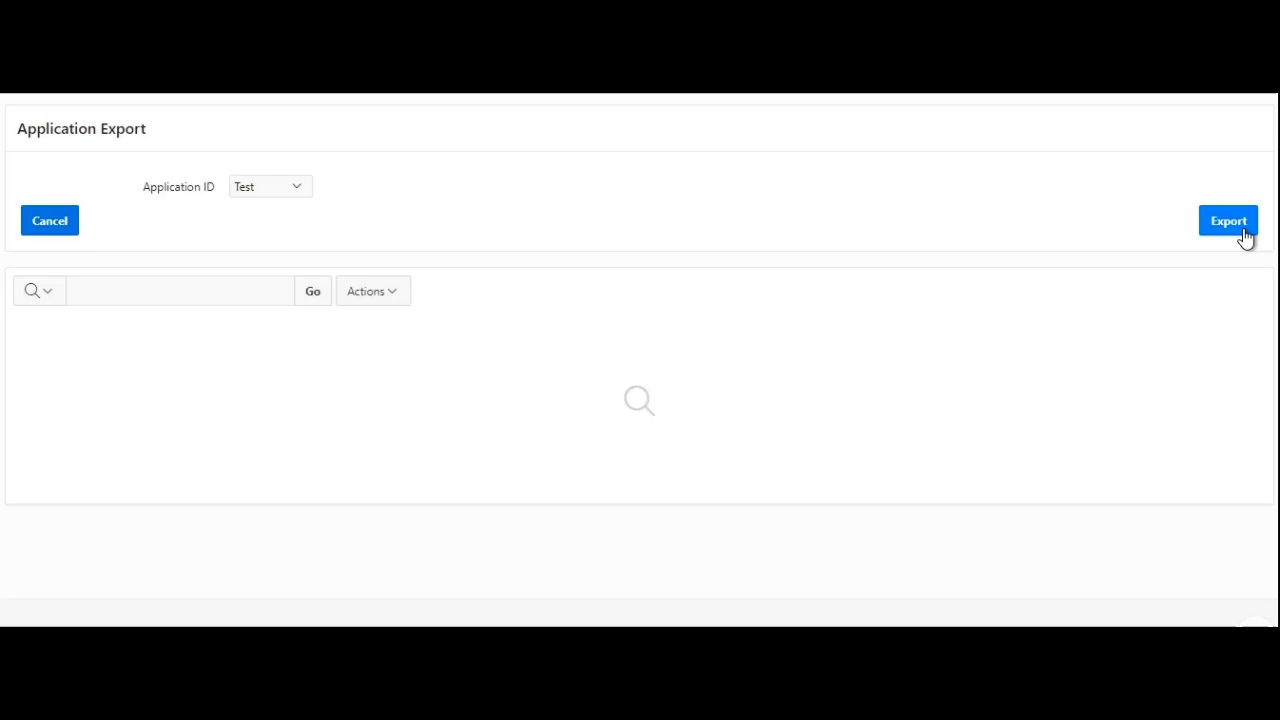 Application Export
Application ID Test
Cancel
Export
Go
Actions